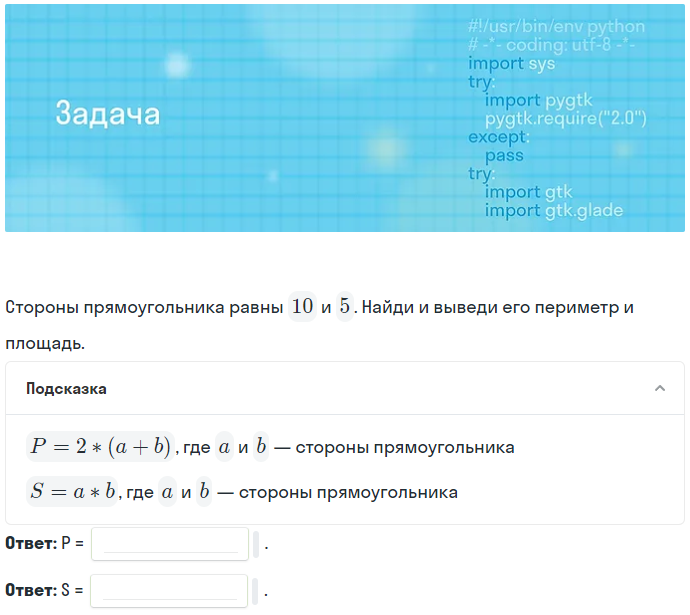 Задача
#!/usr/bin/env python
# -*- coding: utf-8 -*-
import sys
try:
import pygtk
pygtk.require("2.0")
except:
pass
try:
import gtk
import gtk.glade
Стороны прямоугольника равны 10 и 5. Найди и выведи его периметр и
площадь.
Подсказка
P = 2 * (a + b), где a и b — стороны прямоугольника
S = a * b, где a и b — стороны прямоугольника
Ответ: P = .
Ответ: S = .